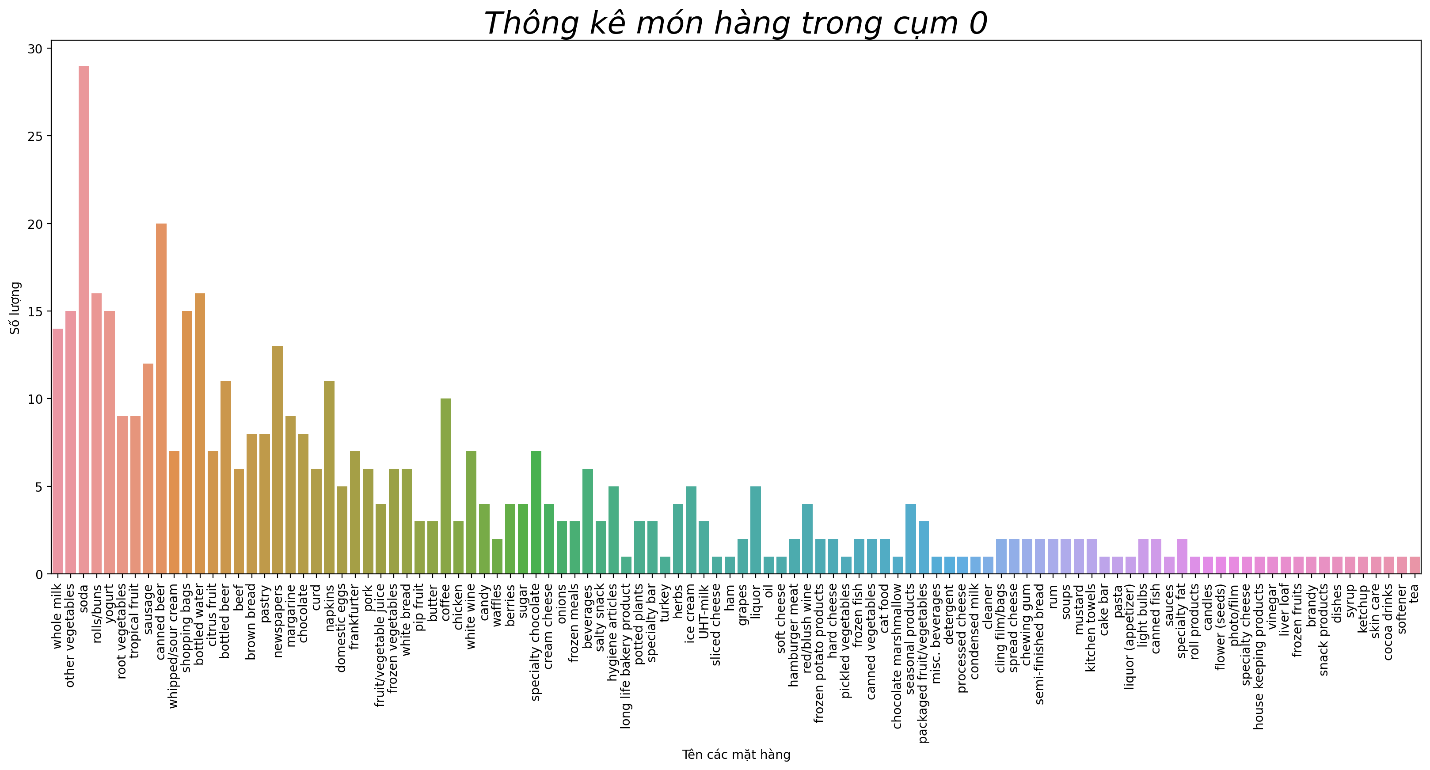 Thông kê món hàng trong cụm 0
30
25
20
15
10
5
0
Số lượng
whole milk
other vegetables
soda
rolls/buns
yogurt
root vegetables
tropical fruit
sausage
canned beer
whipped/sour cream
shopping bags
bottled water
citrus fruit
bottled beer
beef
brown bread
pastry
newspapers
margarine
chocolate
curd
napkins
domestic eggs
frankfurter
pork
fruit/vegetable juice
frozen vegetables
white bread
pip fruit
butter
coffee
chicken
white wine
candy
waffles
berries
sugar
specialty chocolate
cream cheese
onions
frozen meals
beverages
salty snack
hygiene articles
long life bakery product
potted plants
specialty bar
turkey
herbs
ice cream
UHT-milk
sliced cheese
ham
grapes
liquor
oil
soft cheese
hamburger meat
red/blush wine
frozen potato products
hard cheese
pickled vegetables
frozen fish
canned vegetables
cat food
chocolate marshmallow
seasonal products
packaged fruit/vegetables
misc. beverages
detergent
processed cheese
condensed milk
cleaner
cling film/bags
spread cheese
chewing gum
semi-finished bread
rum
soups
mustard
kitchen towels
cake bar
pasta
liquor (appetizer)
light bulbs
canned fish
sauces
specialty fat
roll products
candles
flower (seeds)
photo/film
specialty cheese
house keeping products
vinegar
liver loaf
frozen fruits
brandy
snack products
dishes
syrup
ketchup
skin care
cocoa drinks
softener
tea
Tên các mặt hàng